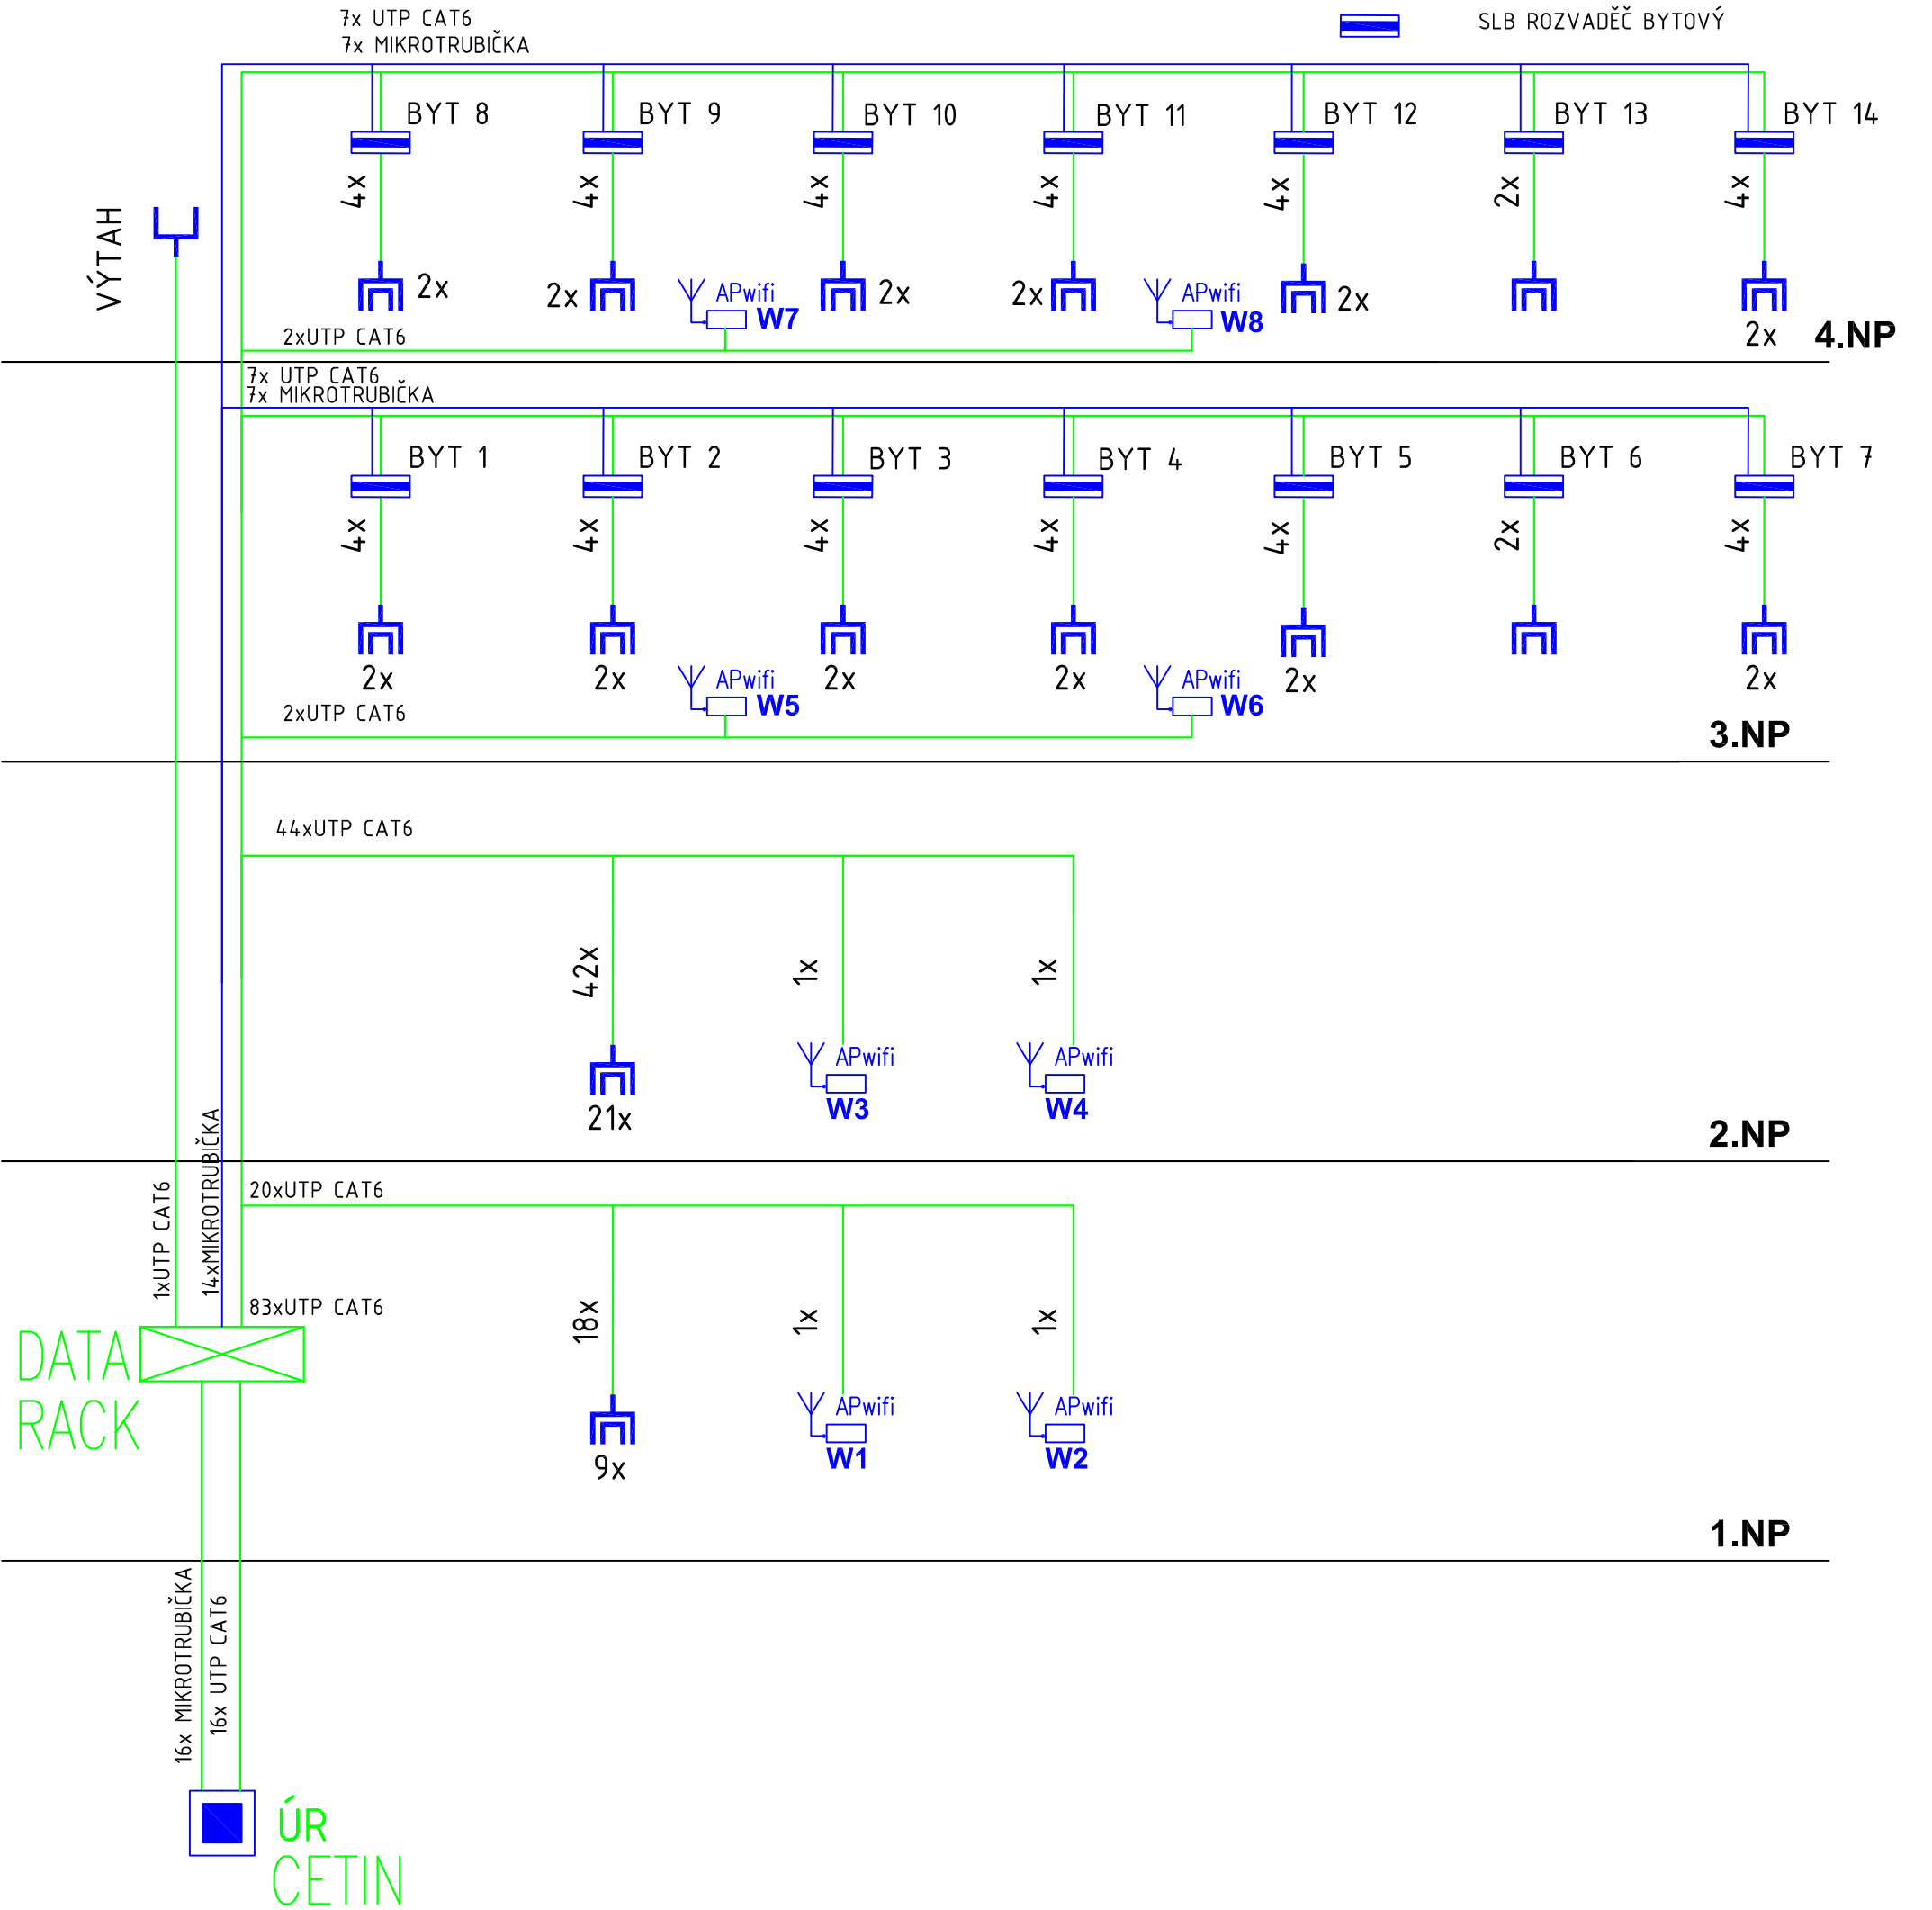 7x UTP CAT6
7x MIKROTRUBIČKA
SLB ROZVADĚČ BYTOVÝ
BYT 8
BYT 9
BYT 10
BYT 11
BYT 12
BYT 13
BYT 14
4x
4x
4x
4x
4x
2x
4x
VÝTAH
2x
2x
APwifi
W7
2x
2x
APwifi
W8
2x
2x
4.NP
2xUTP CAT6
7x UTP CAT6
7x MIKROTRUBIČKA
BYT 1
BYT 2
BYT 3
BYT 4
BYT 5
BYT 6
BYT 7
4x
4x
4x
4x
4x
2x
4x
2x
2x
APwifi
W5
2x
2x
APwifi
W6
2x
2x
2xUTP CAT6
3.NP
44xUTP CAT6
42x
1x
1x
APwifi
W3
APwifi
W4
21x
2.NP
1xUTP CAT6
14xMIKROTRUBIČKA
20xUTP CAT6
83xUTP CAT6
18x
1x
1x
DATA
RACK
APwifi
W1
APwifi
W2
9x
1.NP
16x MIKROTRUBIČKA
16x UTP CAT6
ÚR
CETIN